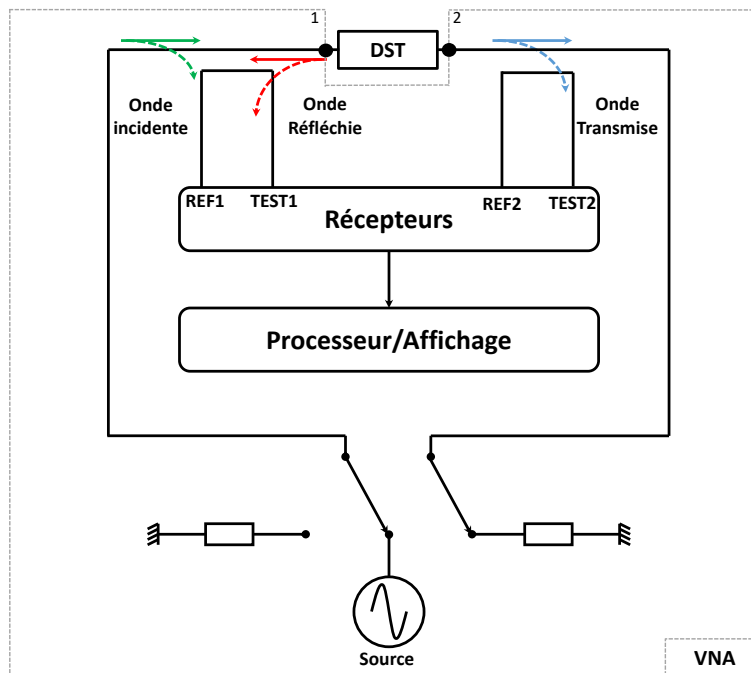 1
2
DST
Onde
incidente
Onde
Réfléchie
Onde
Transmise
REF1
TEST1
REF2
TEST2
Récepteurs
Processeur/Affichage
Source
VNA